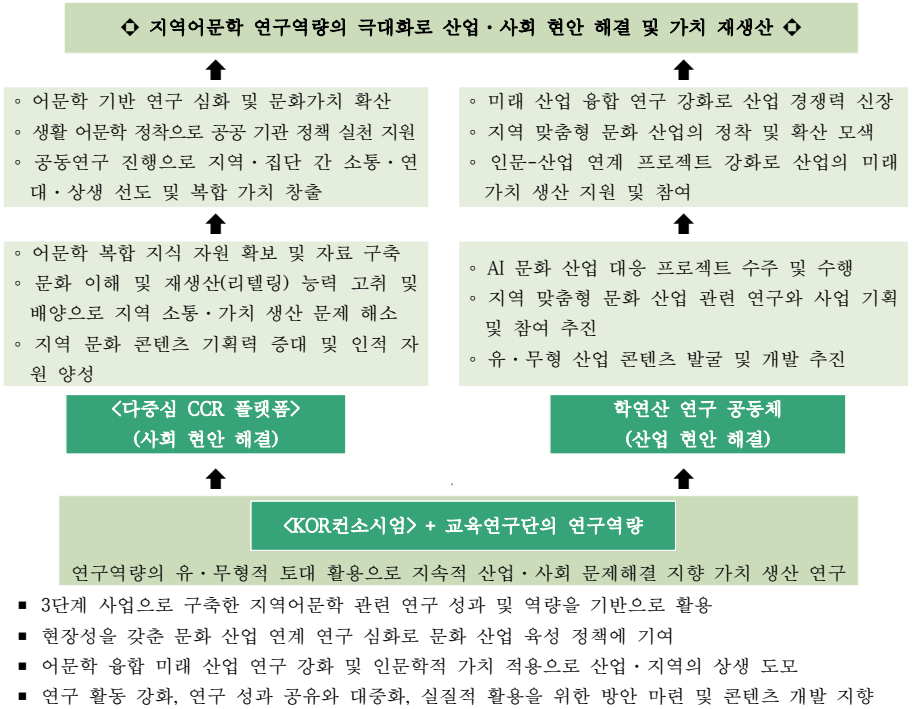 ◇ 지역어문학 연구역량의 극대화로 산업·사회 현안 해결 및 가치 재생산 ◇
◦ 어문학 기반 연구 심화 및 문화가치 확산
◦ 생활 어문학 정착으로 공공 기관 정책 실천 지원
◦ 공동연구 진행으로 지역·집단 간 소통·연
대·상생 선도 및 복합 가치 창출
◦ 미래 산업 융합 연구 강화로 산업 경쟁력 신장
◦ 지역 맞춤형 문화 산업의 정착 및 확산 모색
◦ 인문-산업 연계 프로젝트 강화로 산업의 미래
가치 생산 지원 및 참여
◦ 어문학 복합 지식 자원 확보 및 자료 구축
◦ 문화 이해 및 재생산(리텔링) 능력 고취 및
배양으로 지역 소통·가치 생산 문제 해소
◦ 지역 문화 콘텐츠 기획력 증대 및 인적 자
원 양성
◦ AI 문화 산업 대응 프로젝트 수주 및 수행
◦ 지역 맞춤형 문화 산업 관련 연구와 사업 기획
및 참여 추진
◦ 유·무형 산업 콘텐츠 발굴 및 개발 추진
<다중심 CCR 플랫폼>
(사회 현안 해결)
학연산 연구 공동체
(산업 현안 해결)
<KOR컨소시엄> + 교육연구단의 연구역량
연구역량의 유·무형적 토대 활용으로 지속적 산업·사회 문제해결 지향 가치 생산 연구
▪ 3단계 사업으로 구축한 지역어문학 관련 연구 성과 및 역량을 기반으로 활용
▪ 현장성을 갖춘 문화 산업 연계 연구 심화로 문화 산업 육성 정책에 기여
▪ 어문학 융합 미래 산업 연구 강화 및 인문학적 가치 적용으로 산업·지역의 상생 도모
▪ 연구 활동 강화, 연구 성과 공유와 대중화, 실질적 활용을 위한 방안 마련 및 콘텐츠 개발 지향